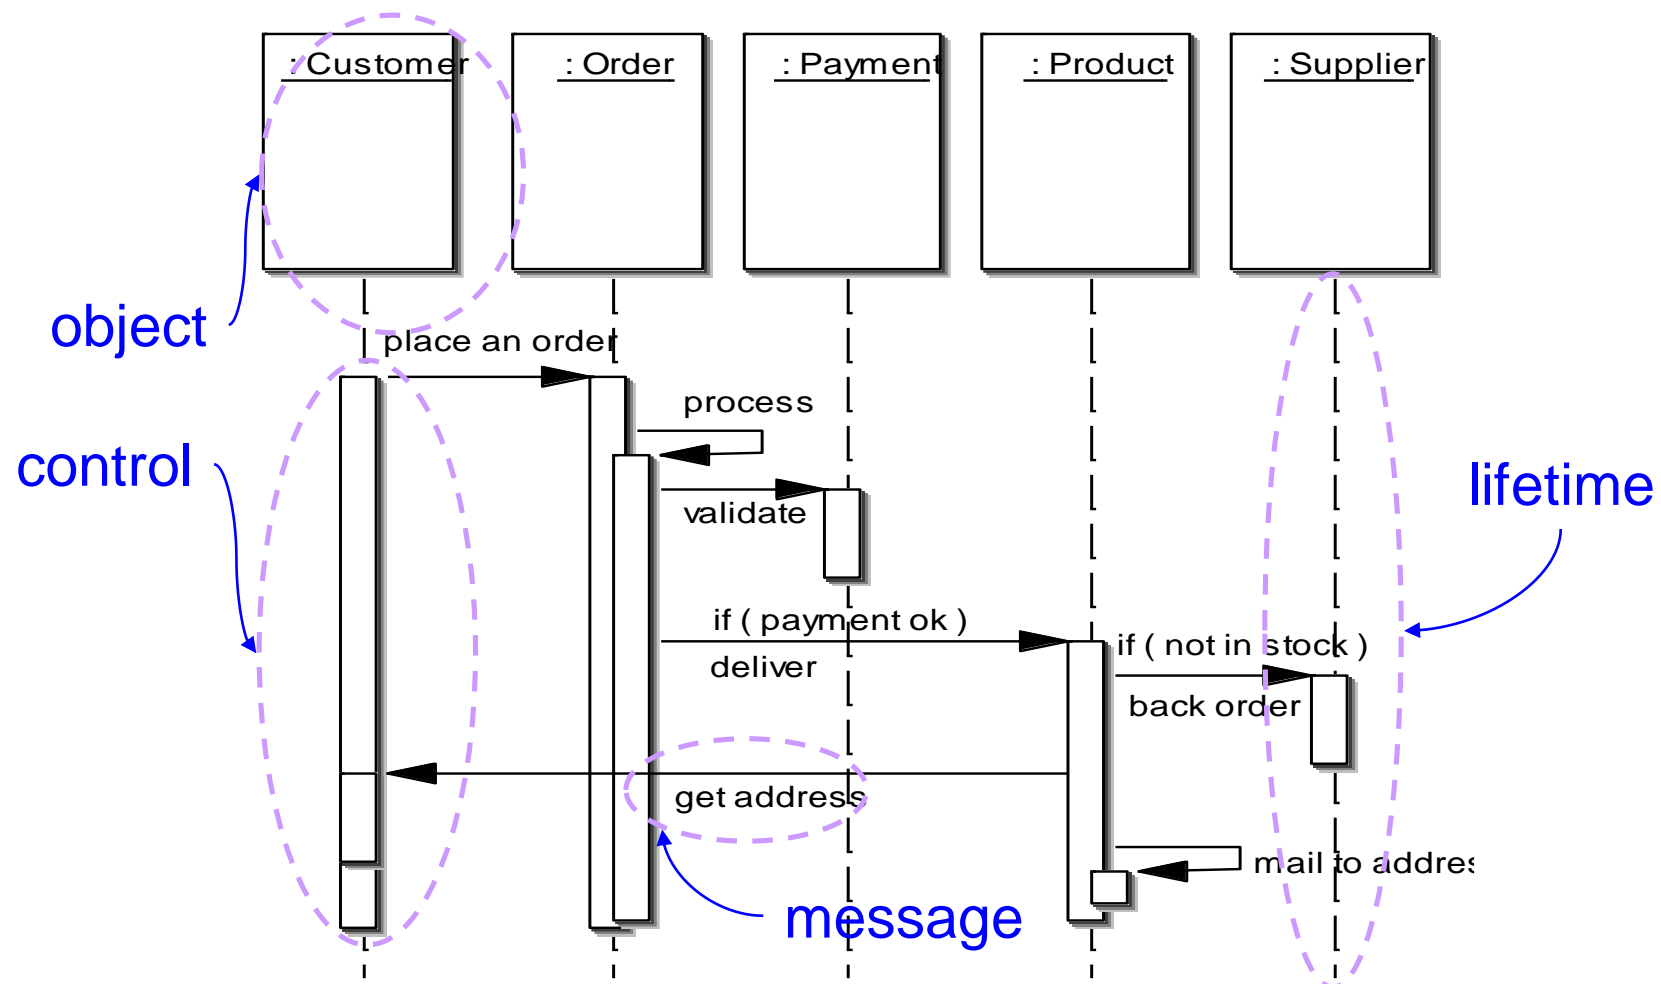 : Customer
: Order
: Payment
: Product
: Supplier
object
place an order
process
control
lifetime
validate
if ( payment ok )
deliver
if ( not in stock )
back order
get address
mail to addres
message